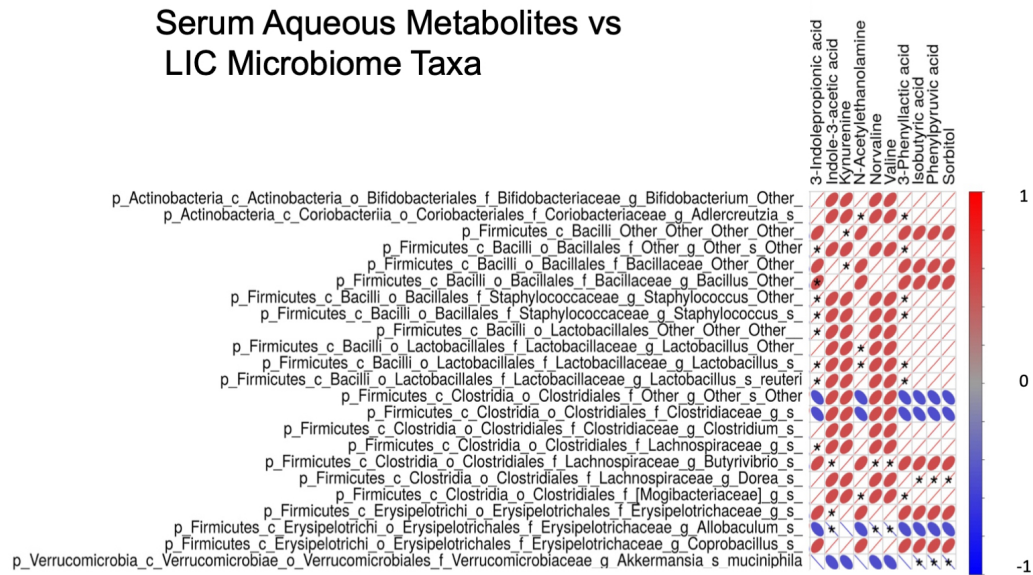 Serum Aqueous Metabolites vs
LIC Microbiome Taxa
3-Indolepropionic acid
Indole-3-acetic acid
Kynurenine
N-Acetylethanolamine
Norvaline
Valine
3-Phenyllactic acid
Isobutyric acid
Phenylpyruvic acid
Sorbitol
p_Actinobacteria_c_Actinobacteria_o_Bifidobacteriales_f_Bifidobacteriaceae_g_Bifidobacterium_Other_
p_Actinobacteria_c_Coriobacteriia_o_Coriobacteriales_f_Coriobacteriaceae_g_Adlercreutzia_s_
p_Firmicutes_c_Bacilli_Other_Other_Other_Other_
p_Firmicutes_c_Bacilli_o_Bacillales_f_Other_g_Other_s_Other
p_Firmicutes_c_Bacilli_o_Bacillales_f_Bacillaceae_Other_Other_
p_Firmicutes_c_Bacilli_o_Bacillales_f_Bacillaceae_g_Bacillus_Other_
p_Firmicutes_c_Bacilli_o_Bacillales_f_Staphylococcaceae_g_Staphylococcus_Other_
p_Firmicutes_c_Bacilli_o_Bacillales_f_Staphylococcaceae_g_Staphylococcus_s_
p_Firmicutes_c_Bacilli_o_Lactobacillales_Other_Other_Other__
p_Firmicutes_c_Bacilli_o_Lactobacillales_f_Lactobacillaceae_g_Lactobacillus_Other_
p_Firmicutes_c_Bacilli_o_Lactobacillales_f_Lactobacillaceae_g_Lactobacillus_s_
p_Firmicutes_c_Bacilli_o_Lactobacillales_f_Lactobacillaceae_g_Lactobacillus_s_reuteri
p_Firmicutes_c_Clostridia_o_Clostridiales_f_Other_g_Other_s_Other
p_Firmicutes_c_Clostridia_o_Clostridiales_f_Clostridiaceae_g_s_
p_Firmicutes_c_Clostridia_o_Clostridiales_f_Clostridiaceae_g_Clostridium_s_
p_Firmicutes_c_Clostridia_o_Clostridiales_f_Lachnospiraceae_g_s_
p_Firmicutes_c_Clostridia_o_Clostridiales_f_Lachnospiraceae_g_Butyrivibrio_s_
p_Firmicutes_c_Clostridia_o_Clostridiales_f_Lachnospiraceae_g_Dorea_s_
p_Firmicutes_c_Clostridia_o_Clostridiales_f_[Mogibacteriaceae]_g_s_
p_Firmicutes_c_Erysipelotrichi_o_Erysipelotrichales_f_Erysipelotrichaceae_g_s_
p_Firmicutes_c_Erysipelotrichi_o_Erysipelotrichales_f_Erysipelotrichaceae_g_Allobaculum_s_
p_Firmicutes_c_Erysipelotrichi_o_Erysipelotrichales_f_Erysipelotrichaceae_g_Coprobacillus_s_
p_Verrucomicrobia_c_Verrucomicrobiae_o_Verrucomicrobiales_f_Verrucomicrobiaceae_g_Akkermansia_s_muciniphila
1
0
-1